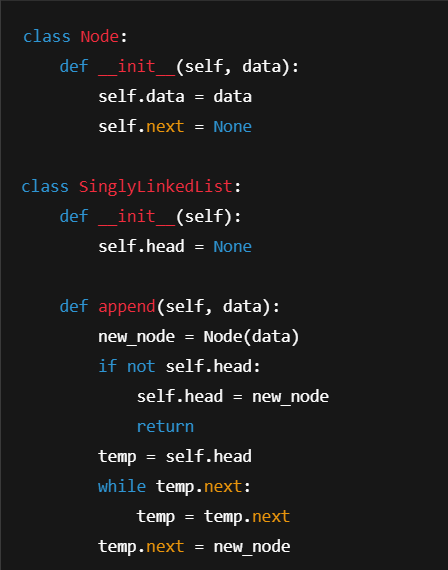 class Node:
    def __init__(self, data):
        self.data = data
        self.next = None

class SinglyLinkedList:
    def __init__(self):
        self.head = None

    def append(self, data):
        new_node = Node(data)
        if not self.head:
            self.head = new_node
            return
        temp = self.head
        while temp.next:
            temp = temp.next
        temp.next = new_node